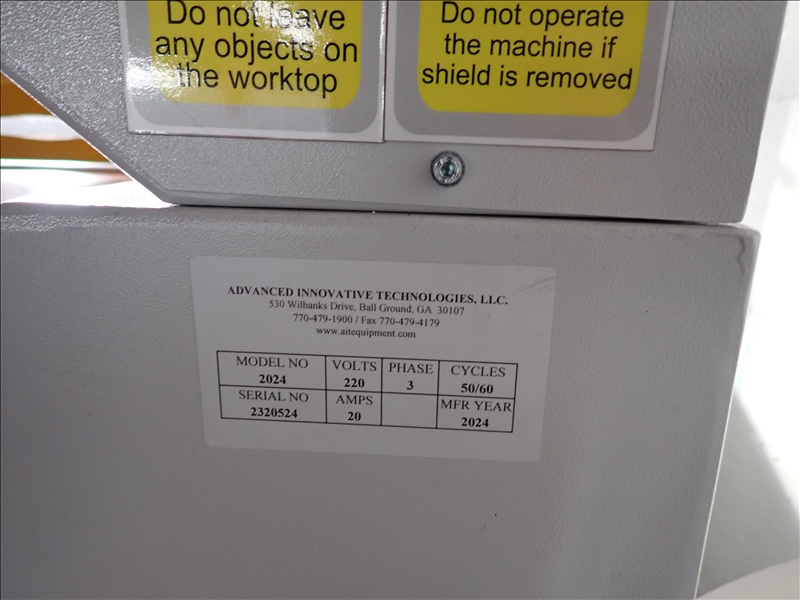 Do not leave
any objects on
the worktop
Do not operate
the machine if
shield is removed
ADVANCED INNOVATIVE TECHNOLOGIES, LLC.
530 Wilbanks Drive, Ball Ground, GA 30107
770-479-1900 / Fax 770-479-4179
www.aitequipment.com
MODEL NO VOLTS PHASE CYCLES
2024 220 3 50/60
SERIAL NO AMPS MFR YEAR
2320524 20 2024